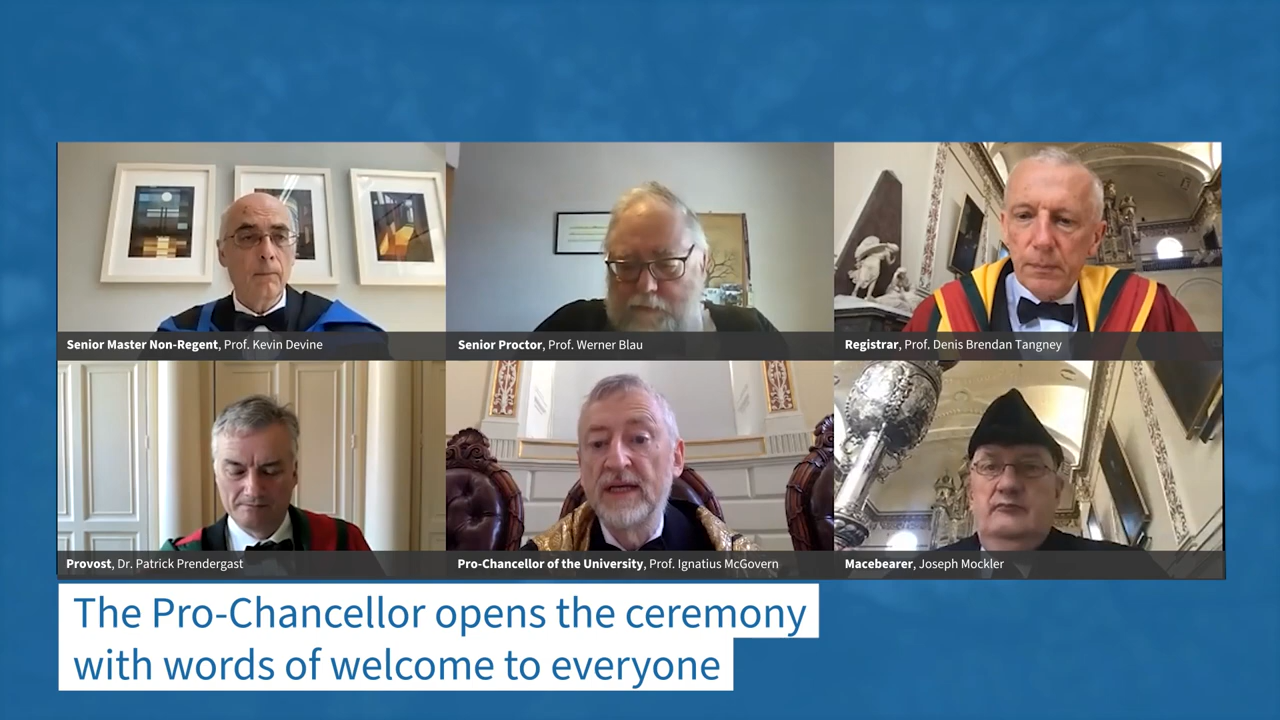 Senior Master Non-Regent, Prof. Kevin Devine
Senior Proctor, Prof. Werner Blau
Registrar, Prof. Denis Brendan Tangney
Provost, Dr. Patrick Prendergast
Pro-Chancellor of the University, Prof. Ignatius McGovern
Macebearer, Joseph Mockler
The Pro-Chancellor opens the ceremony
with words of welcome to everyone